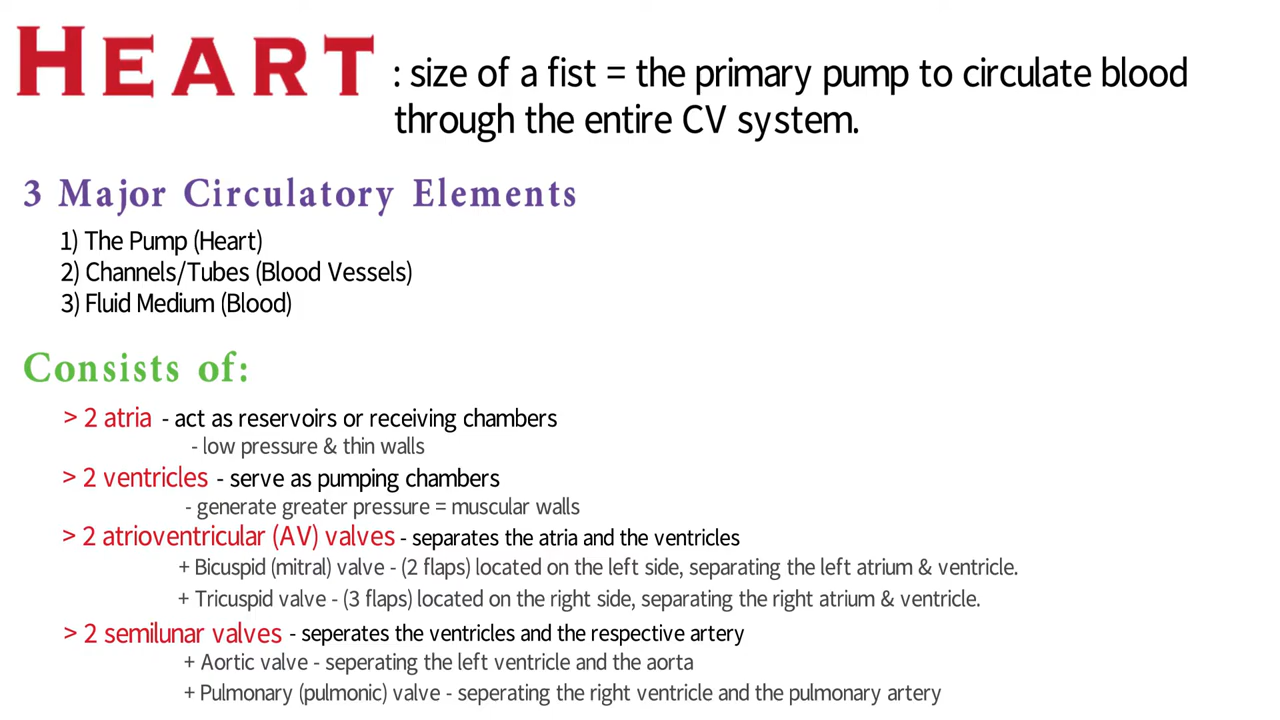 HEART : size of a fist = the primary pump to circulate blood
through the entire CV system.
3 Major Circulatory Elements
1) The Pump (Heart)
2) Channels/Tubes (Blood Vessels)
3) Fluid Medium (Blood)
Consists of:
> 2 atria - act as reservoirs or receiving chambers
- low pressure & thin walls
> 2 ventricles - serve as pumping chambers
- generate greater pressure = muscular walls
> 2 atrioventricular (AV) valves - separates the atria and the ventricles
+ Bicuspid (mitral) valve - (2 flaps) located on the left side, separating the left atrium & ventricle.
+ Tricuspid valve - (3 flaps) located on the right side, separating the right atrium & ventricle.
> 2 semilunar valves - seperates the ventricles and the respective artery
+ Aortic valve - seperating the left ventricle and the aorta
+ Pulmonary (pulmonic) valve - seperating the right ventricle and the pulmonary artery